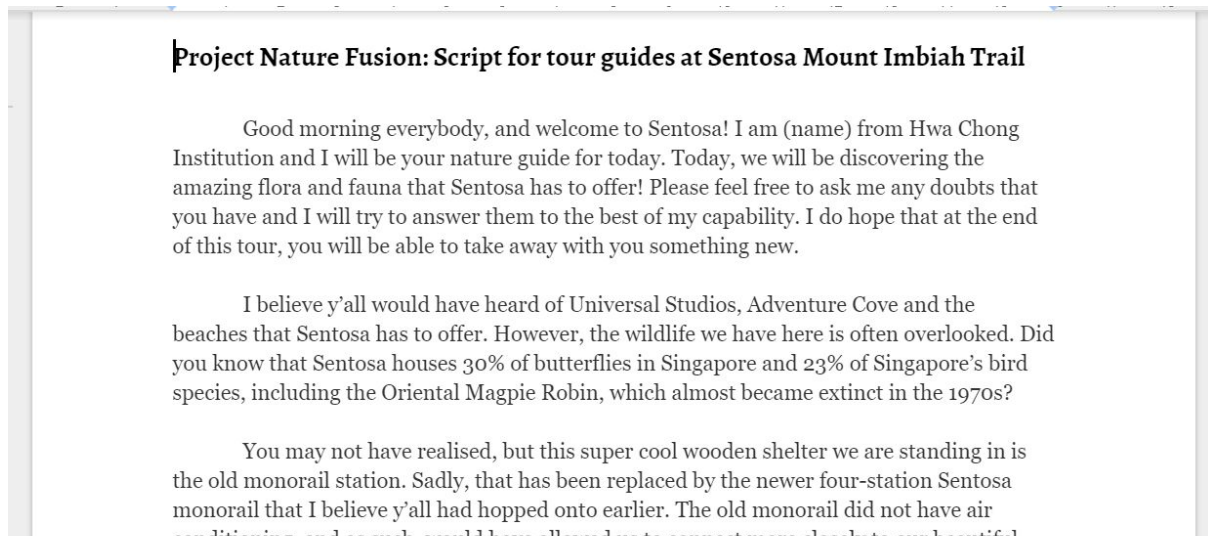 Project Nature Fusion: Script for tour guides at Sentosa Mount Imbiah Trail
Good morning everybody, and welcome to Sentosa! I am (name) from Hwa Chong
Institution and I will be your nature guide for today. Today, we will be discovering the
amazing flora and fauna that Sentosa has to offer! Please feel free to ask me any doubts that
you have and I will try to answer them to the best of my capability. I do hope that at the end
of this tour, you will be able to take away with you something new.
I believe y’all would have heard of Universal Studios, Adventure Cove and the
beaches that Sentosa has to offer. However, the wildlife we have here is often overlooked. Did
you know that Sentosa houses 30% of butterflies in Singapore and 23% of Singapore’s bird
species, including the Oriental Magpie Robin, which almost became extinct in the 1970s?
You may not have realised, but this super cool wooden shelter we are standing in is
the old monorail station. Sadly, that has been replaced by the newer four-station Sentosa
monorail that I believe y’all had hopped onto earlier. The old monorail did not have air